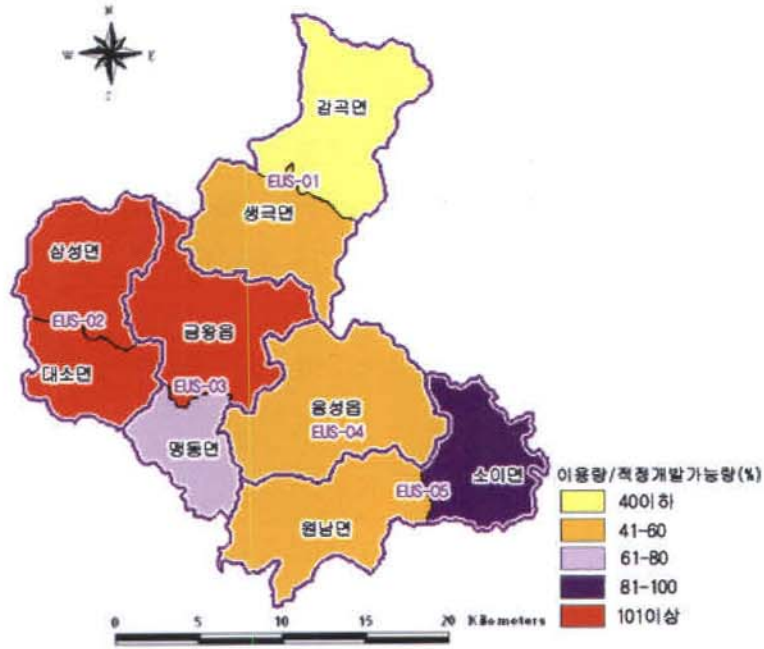 N
W E
S
감곡면
EUS-01
생극면
삼성면
EUS-02
금왕읍
대소면
EUS-03
음성읍
맹동면
EUS-04
소이면
EUS-05
원남면
이용량/적정개발가능량(%)
40이하
41-60
61-80
81-100
101이상
0 5 10 15 20 Kilometers